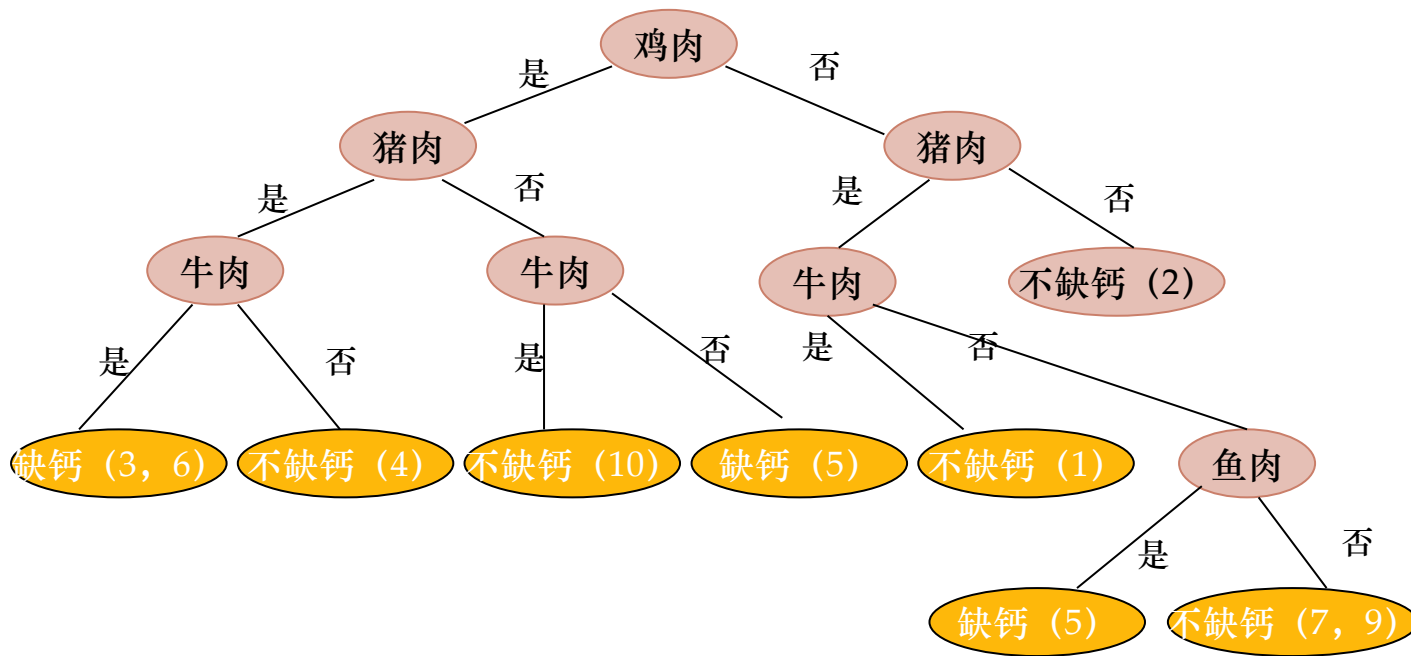 鸡肉
是
否
猪肉
猪肉
是
否
是
否
牛肉
牛肉
牛肉
不缺钙（2）
是
否
是
否
是
否
缺钙（3，6）
不缺钙（4）
不缺钙（10）
缺钙（5）
不缺钙（1）
鱼肉
是
否
缺钙（5）
不缺钙（7，9）